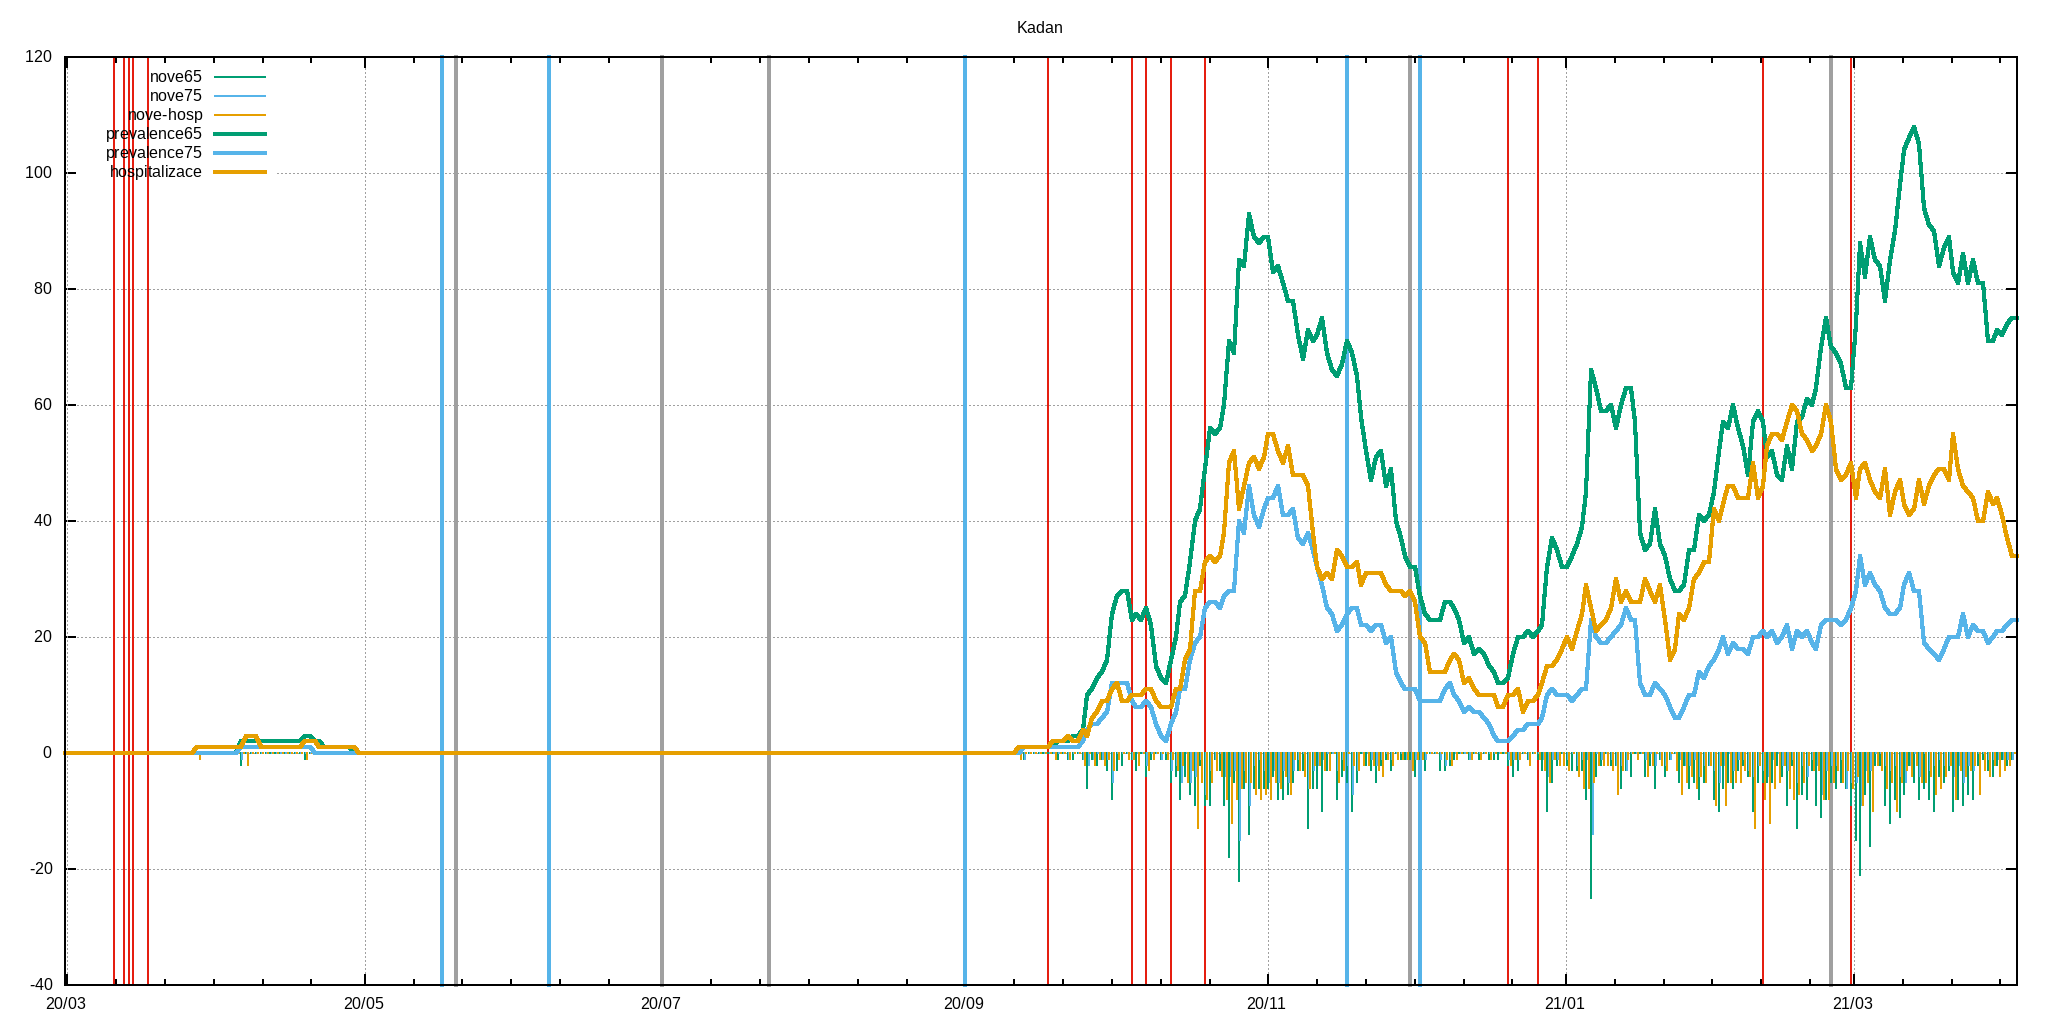 Kadan
120
100
80
60
40
20
0
-20
-40
nove65
nove75
nove-hosp
prevalence65
prevalence75
hospitalizace
20/03 20/05 20/07 20/09 20/11 21/01 21/03